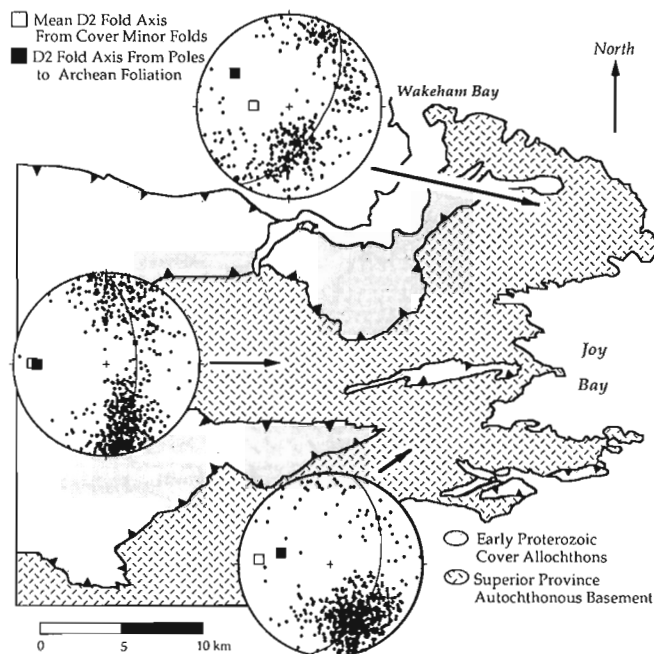 Mean D2 Fold Axis
From Cover Minor Folds
D2 Fold Axis From Poles
to Archean Foliation
North
Wakeham Bay
Joy
Bay
Early Proterozoic
Cover Allochthons
Superior Province
Autochthonous Basement
0 5 10 km